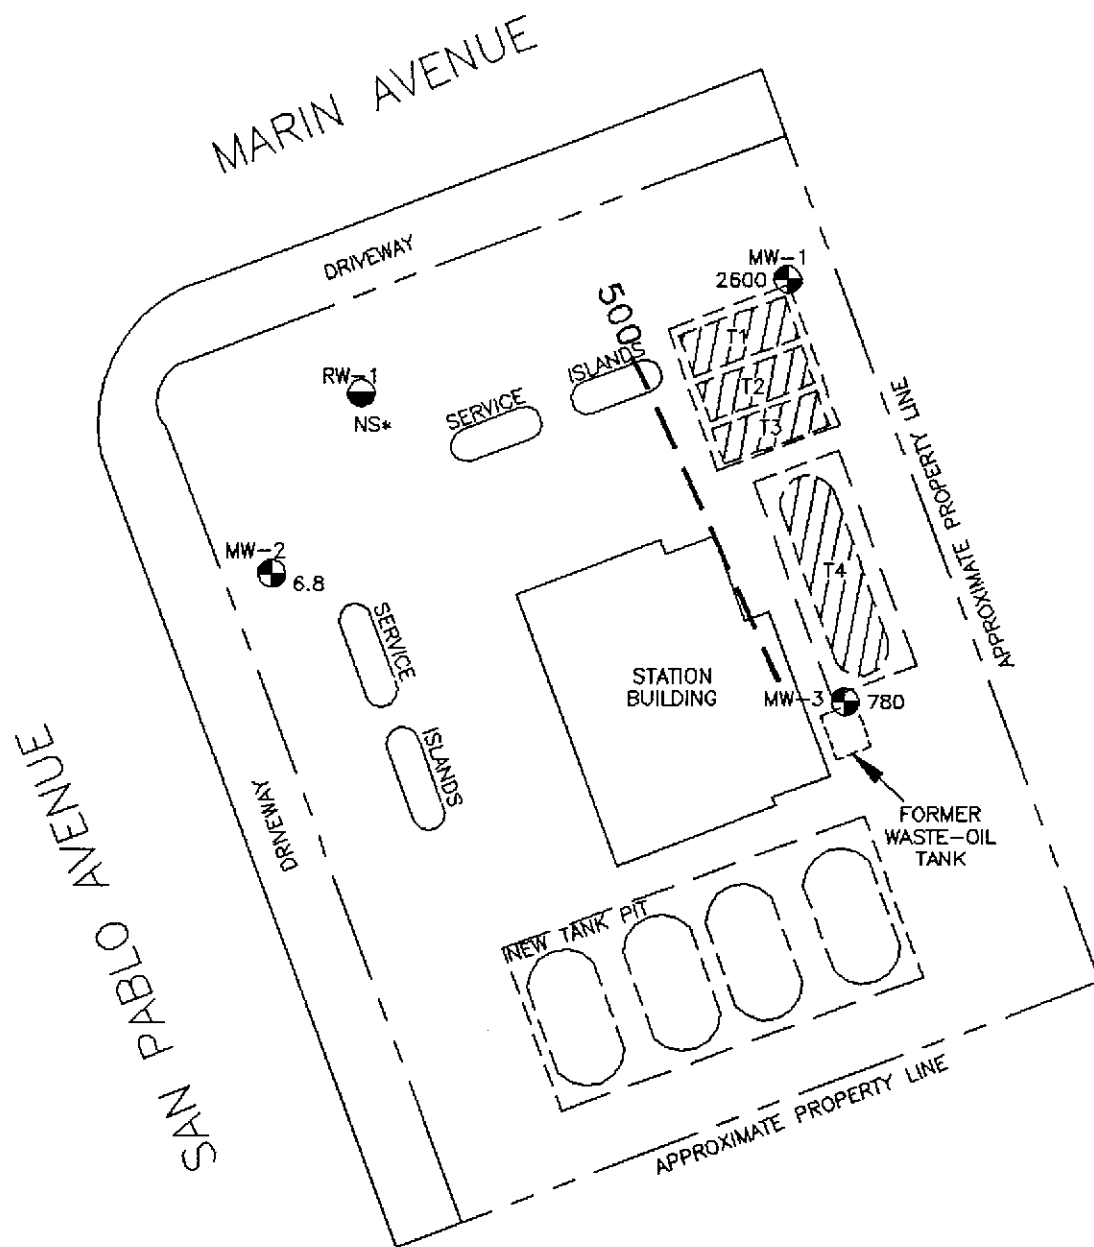 MARIN AVENUE
DRIVEWAY
MW-1
2600
500
T1
T2
T3
ISLANDS
SERVICE
RW-1
NS*
APPROXIMATE PROPERTY LINE
MW-2
6.8
T4
SERVICE
ISLANDS
STATION
BUILDING
MW-3
780
SAN PABLO AVENUE
DRIVEWAY
FORMER
WASTE-OIL
TANK
NEW TANK PIT
APPROXIMATE PROPERTY LINE